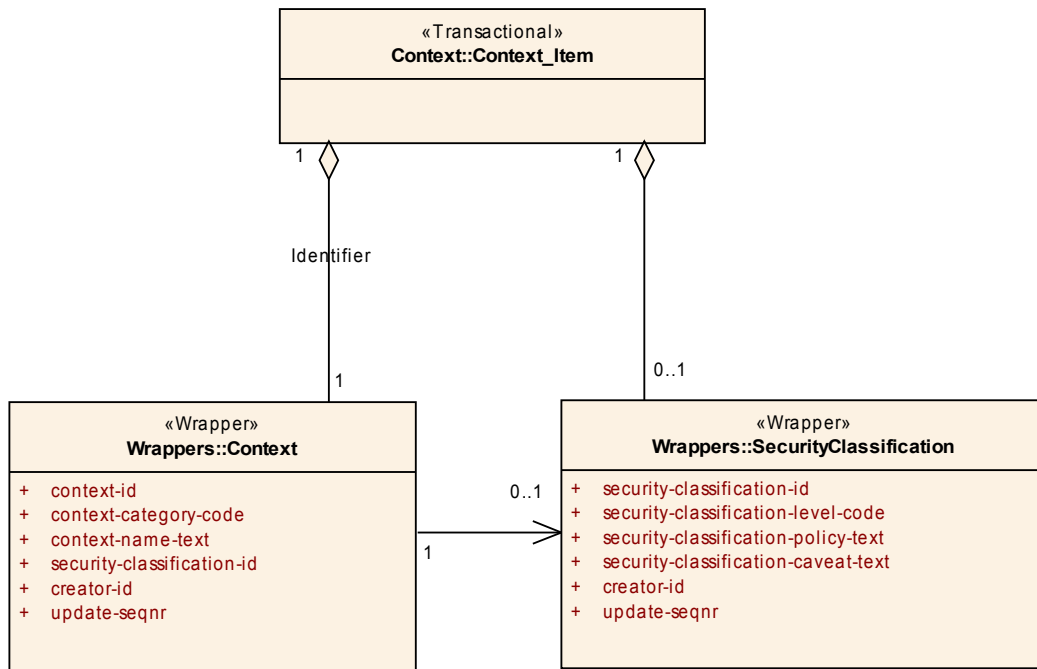 «Transactional»
Context::Context_Item
1
1
Identifier
1
0..1
«Wrapper»
Wrappers::Context
+ context-id
+ context-category-code
+ context-name-text
+ security-classification-id
+ creator-id
+ update-seqnr
0..1
1
«Wrapper»
Wrappers::SecurityClassification
+ security-classification-id
+ security-classification-level-code
+ security-classification-policy-text
+ security-classification-caveat-text
+ creator-id
+ update-seqnr